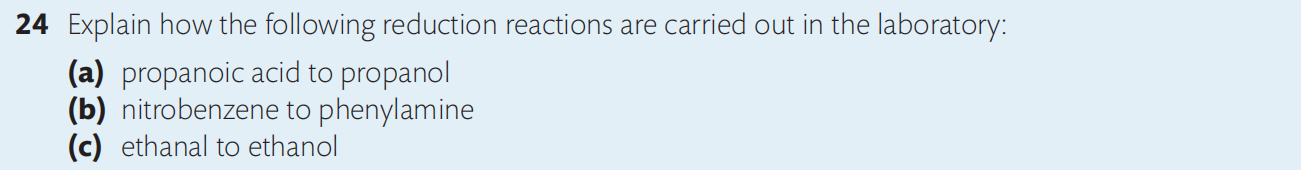 24 Explain how the following reduction reactions are carried out in the laboratory:
(a) propanoic acid to propanol
(b) nitrobenzene to phenylamine
(c) ethanal to ethanol